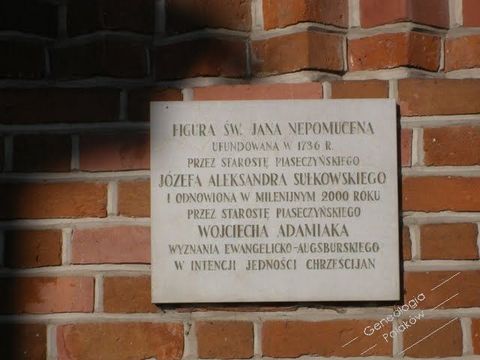 FIGURA ŚW. JANA NEPOMUCENA
UFUNDOWANA W 1736 R.
PRZEZ STAROSTĘ PIASECZYŃSKIEGO
JÓZEFA ALEKSANDRA SUŁKOWSKIEGO
I ODNOWIONA W MILENIJNYM 2000 ROKU
PRZEZ STAROSTĘ PIASECZYŃSKIEGO
WOJCIECHA ADAMIAKA
WYZNANIA EWANGELICKO-AUGSBURSKIEGO
W INTENCJI JEDNOŚCI CHRZEŚCIJAN
Genealogia
Polaków